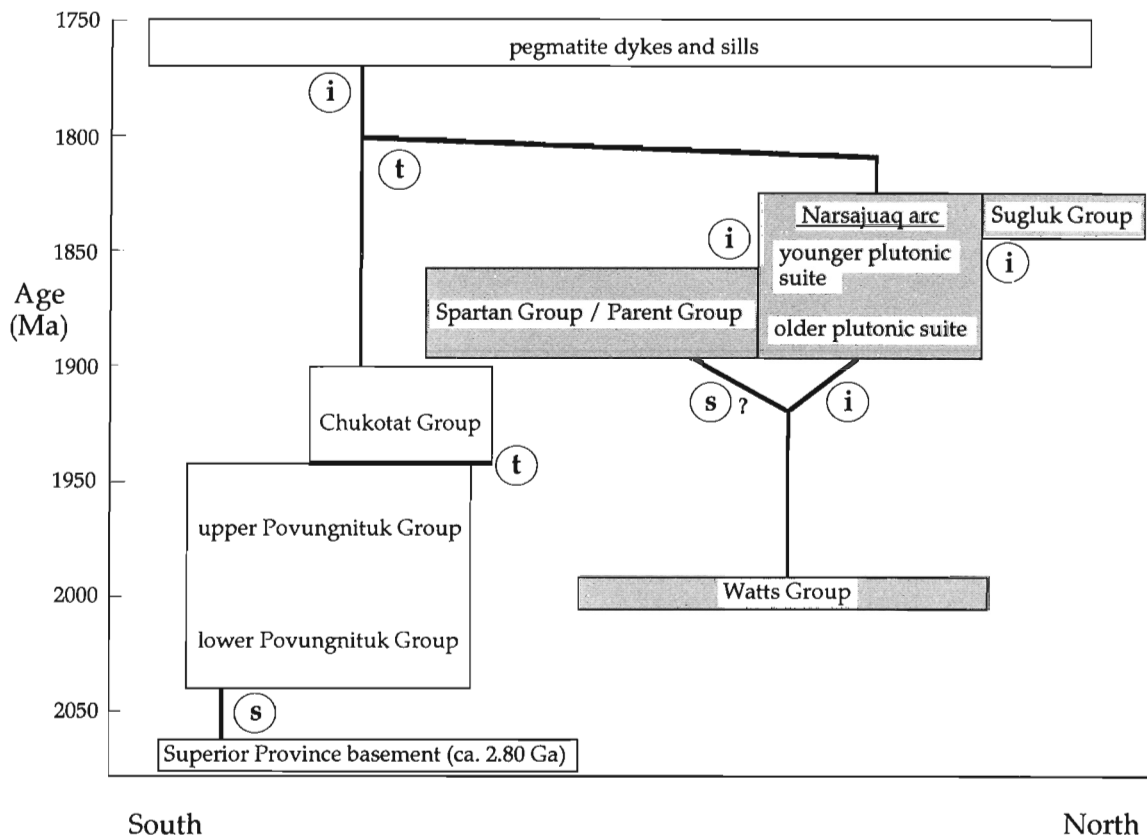 1750
pegmatite dykes and sills
i
1800
t
Narsajuaq arc
Sugluk Group
i
younger plutonic
suite
i
1850
Age
(Ma)
Spartan Group / Parent Group
older plutonic suite
1900
s ?
i
Chukotat Group
t
1950
upper Povungnituk Group
2000
Watts Group
lower Povungnituk Group
2050
s
Superior Province basement (ca. 2.80 Ga)
South
North